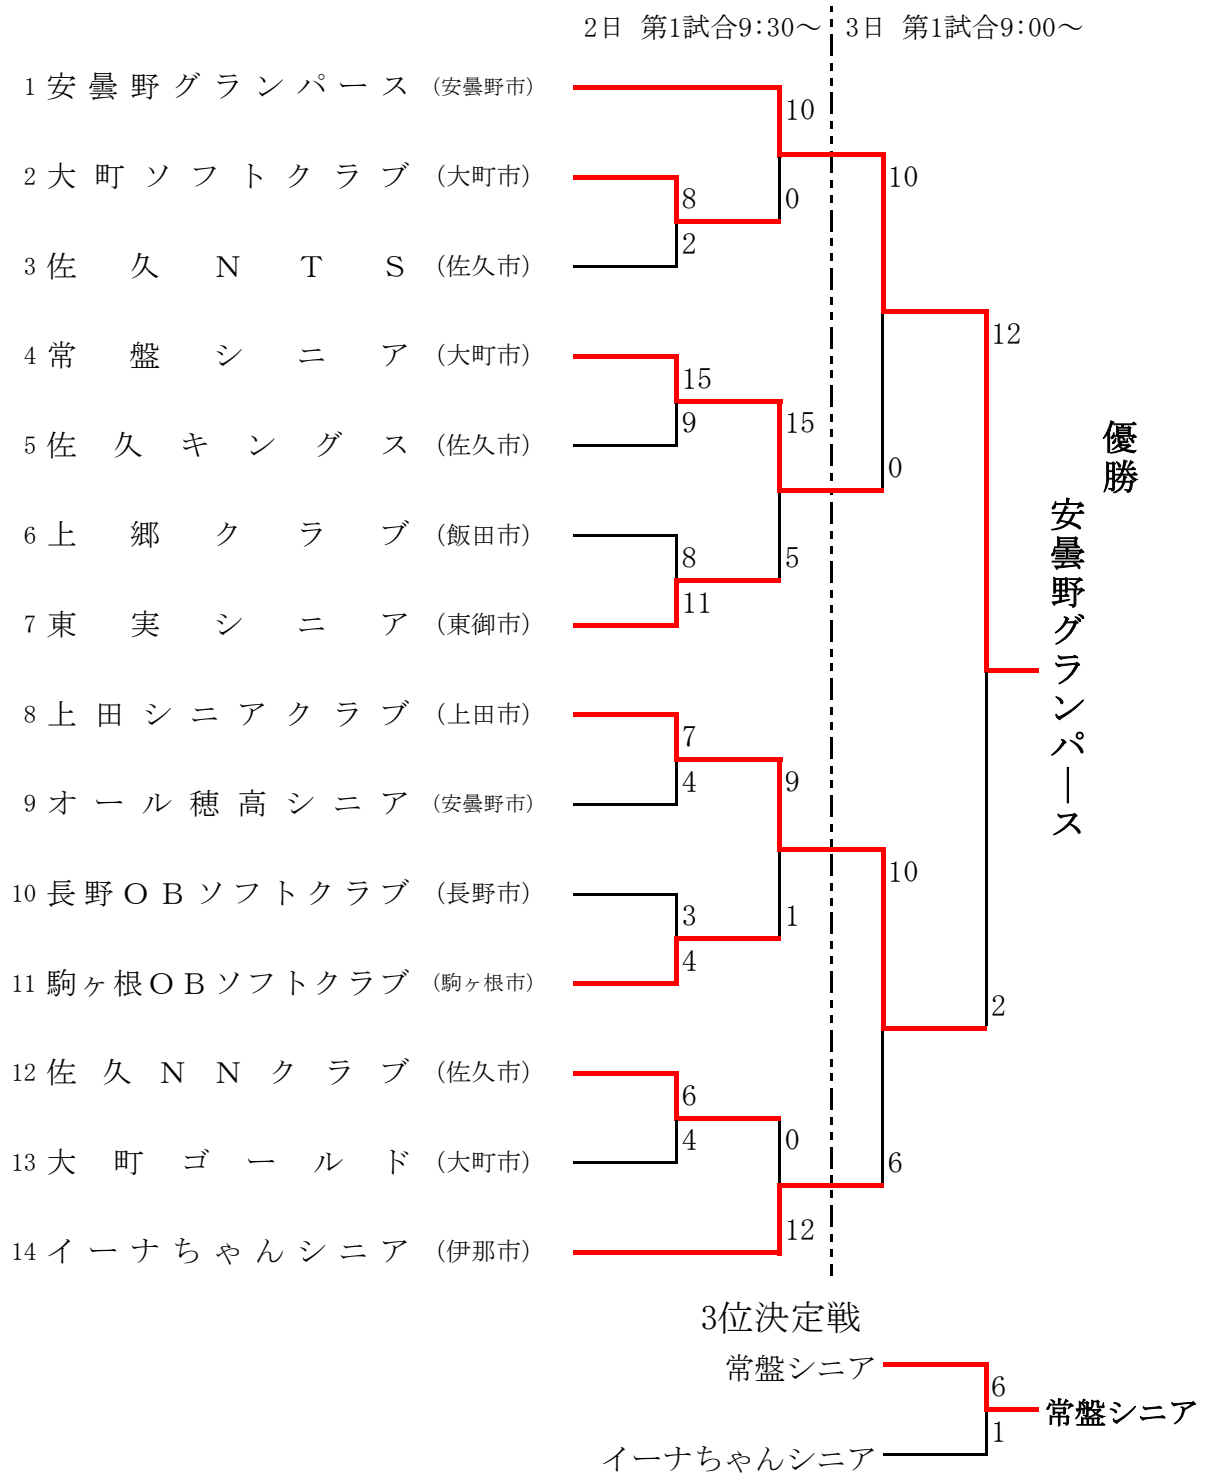 2日 第1試合9:30～ 3日 第1試合9:00～
1 安曇野グランパース (安曇野市)
10
2 大町ソフトクラブ (大町市)
10
8
0
2
3 佐久ＮＴＳ (佐久市)
12
4 常盤シニア (大町市)
15
15
9
5 佐久キングス (佐久市)
0
6 上郷クラブ (飯田市)
8
5
11
7 東実シニア (東御市)
優勝
安曇野グランパース
8 上田シニアクラブ (上田市)
7
4
9
9 オール穂高シニア (安曇野市)
10
10 長野ＯＢソフトクラブ (長野市)
3
1
4
11 駒ヶ根ＯＢソフトクラブ (駒ヶ根市)
2
12 佐久ＮＮクラブ (佐久市)
6
4
0
13 大町ゴールド (大町市)
6
12
14 イーナちゃんシニア (伊那市)
3位決定戦
常盤シニア
6
常盤シニア
1
イーナちゃんシニア